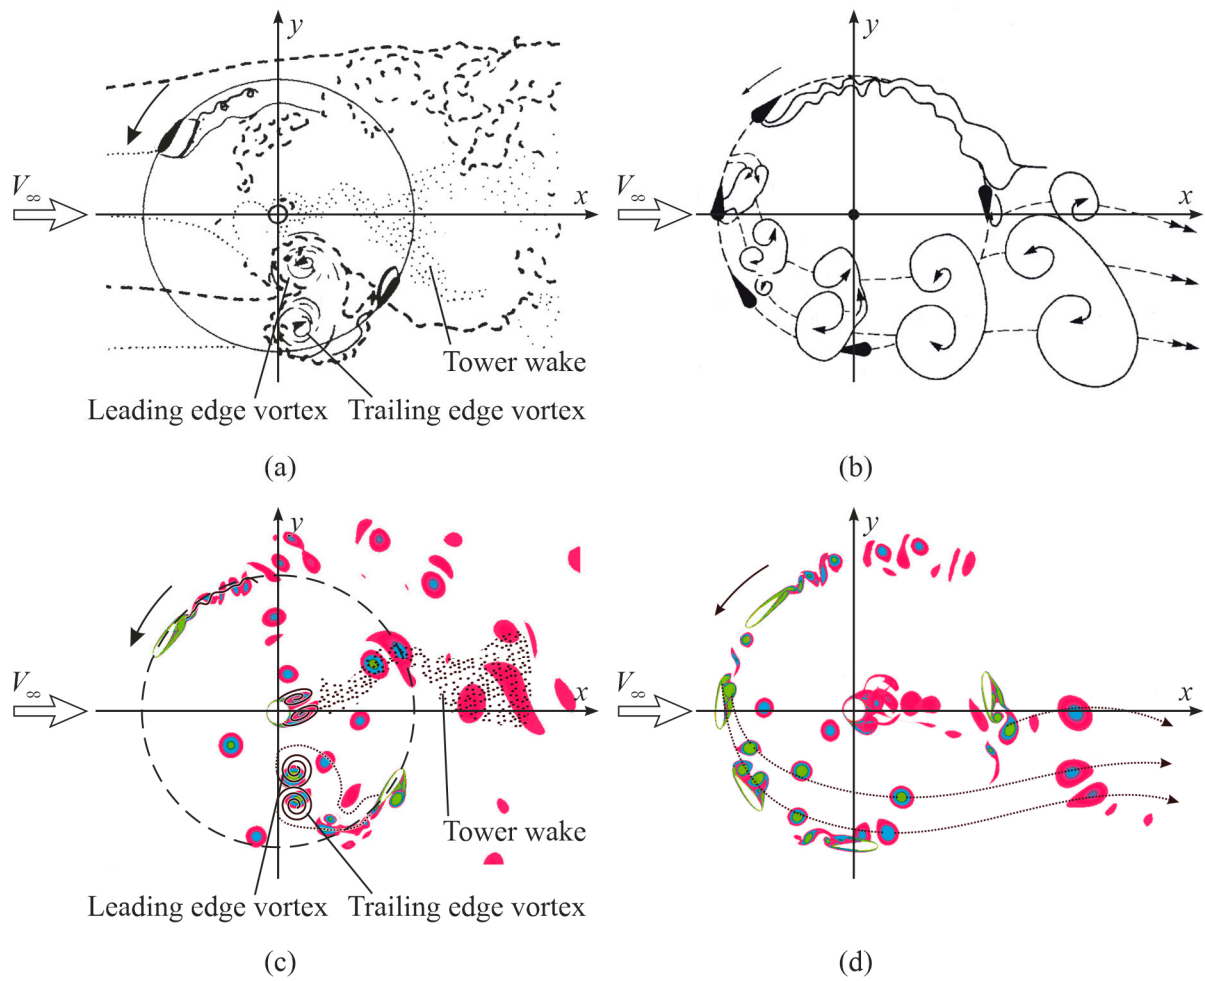 y
y
V∞
x
V∞
x
Tower wake
Leading edge vortex
Trailing edge vortex
(a)
(b)
y
y
V∞
x
V∞
x
Tower wake
Leading edge vortex
Trailing edge vortex
(c)
(d)